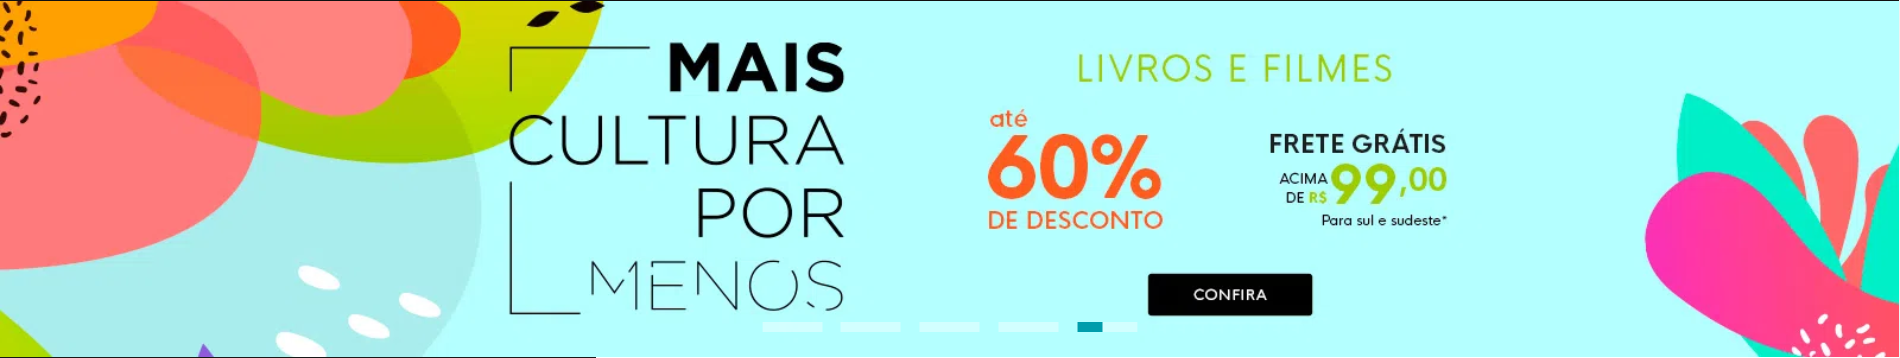 MAIS
CULTURA
POR
MENOS
LIVROS E FILMES
até
60%
DE DESCONTO
FRETE GRÁTIS
ACIMA
DE R$ 99,00
Para sul e sudeste*
CONFIRA